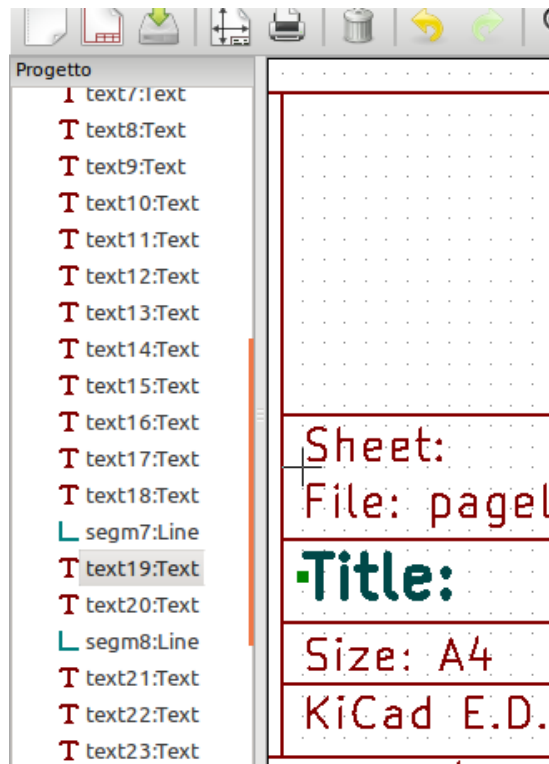 Progetto
text7:Text
text8:Text
text9:Text
text10:Text
text11:Text
text12:Text
text13:Text
text14:Text
text15:Text
text16:Text
text17:Text
text18:Text
segm7:Line
text19:Text
text20:Text
segm8:Line
text21:Text
text22:Text
text23:Text
Sheet:
File: pagel
Title:
Size: A4
KiCad E.D.